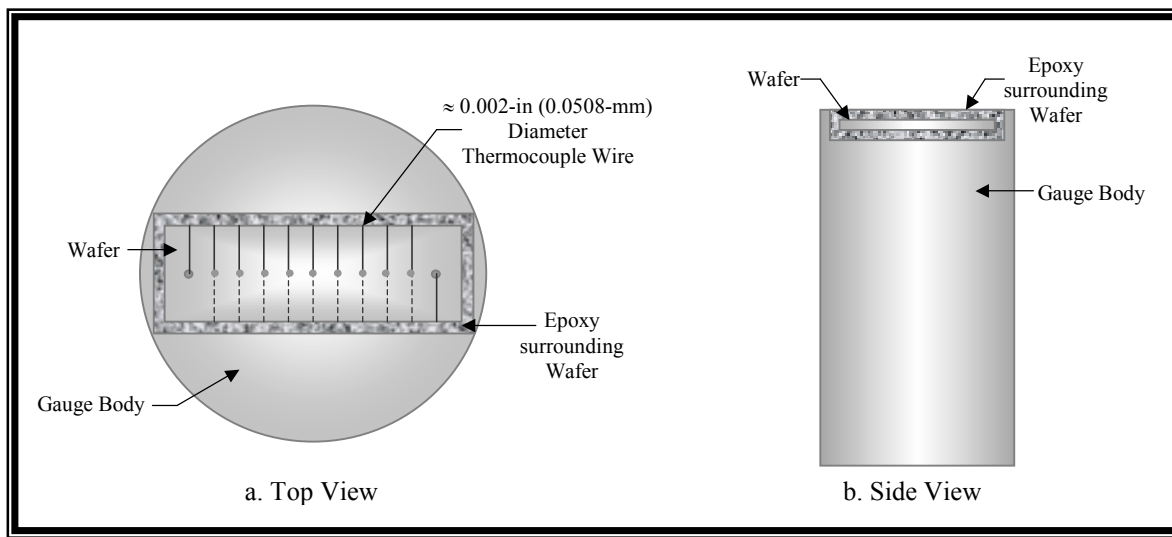 ≈ 0.002-in (0.0508-mm)
Diameter
Thermocouple Wire
Wafer
Epoxy
surrounding
Wafer
Gauge Body
a. Top View
Wafer
Epoxy
surrounding
Wafer
Gauge Body
b. Side View